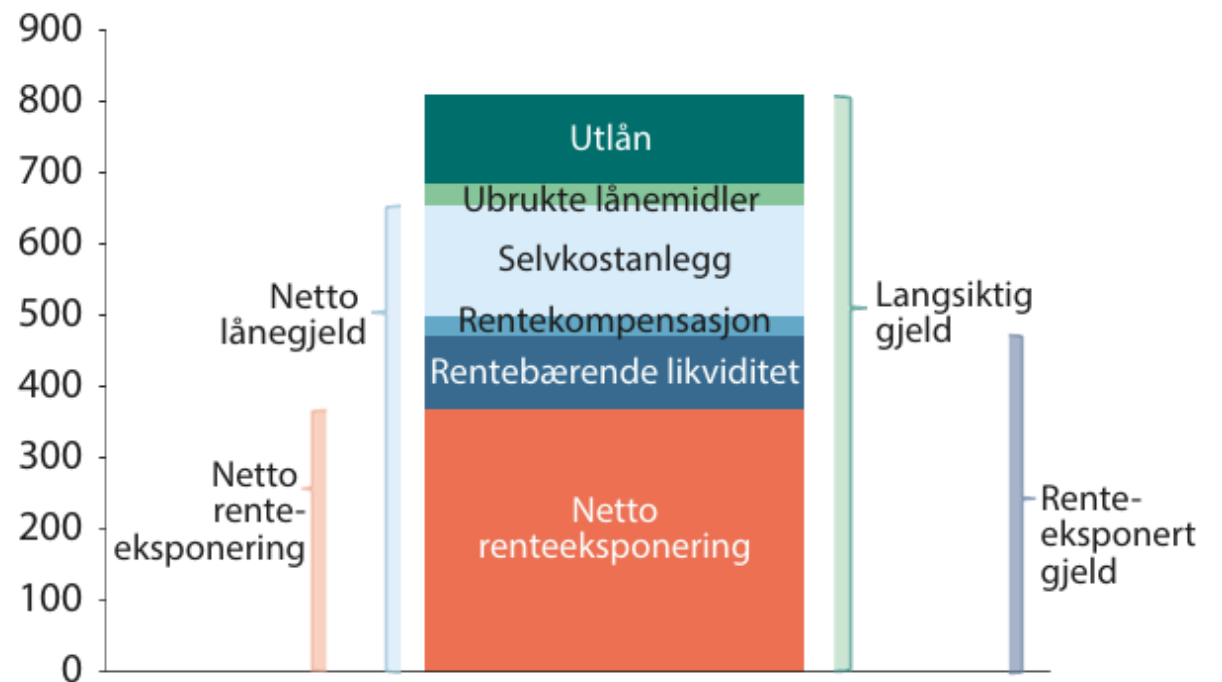 900
800
700
600
500
400
300
200
100
0
Netto
lånegjeld
Netto
rente-
eksponering
Utlån
Ubrukte lånemidler
Selvkostanlegg
Rentekompensasjon
Rentebærende likviditet
Netto
renteeksponering
Langsiktig
gjeld
Rente-
eksponert
gjeld